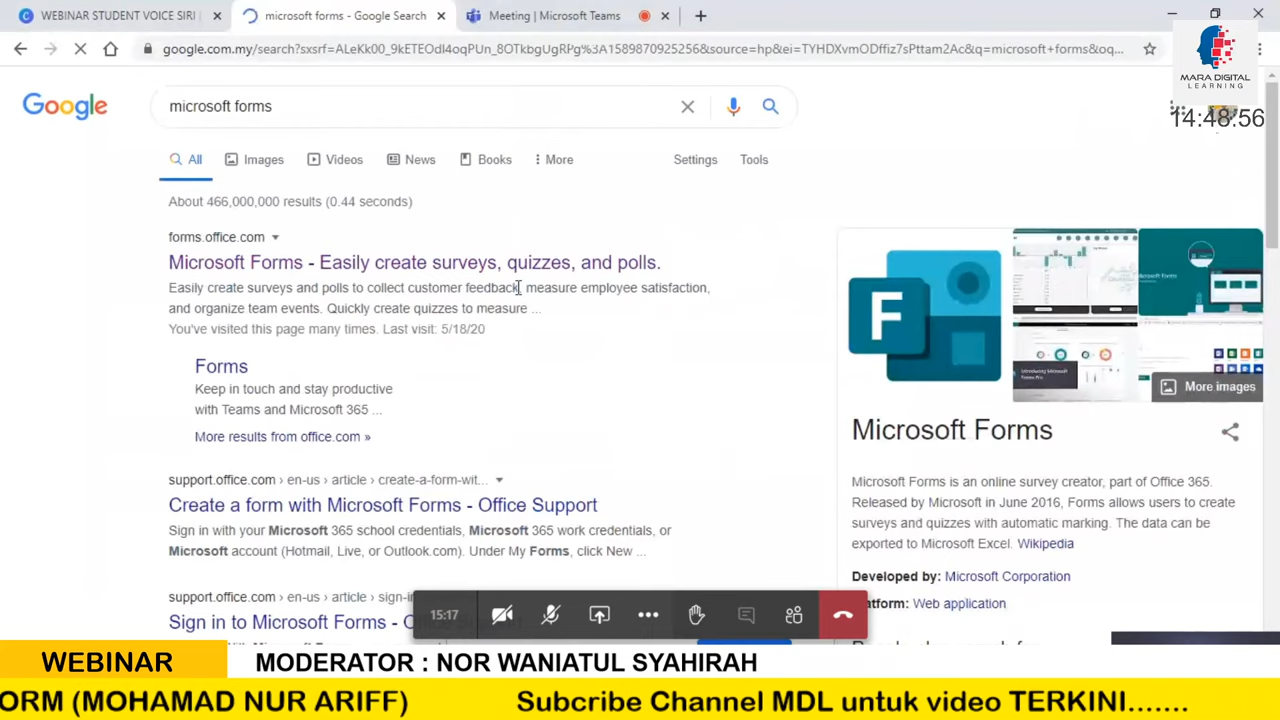 WEBINAR STUDENT VOICE SIRI
microsoft forms - Google Search
Meeting | Microsoft Teams
google.com.my/search?sxsrf=ALeKk00_9kETEOdI4oqPUn_8OTkbgUgRPg%3A1589870925256&source=hp&ei=TYHDXvmODffiz7sPttam2Ac&q=microsoft+forms&oq...
MARA DIGITAL
LEARNING
14:48:56
Google
microsoft forms
All
Images
Videos
News
Books
More
Settings
Tools
About 466,000,000 results (0.44 seconds)
forms.office.com
Microsoft Forms - Easily create surveys, quizzes, and polls.
Easily create surveys and polls to collect customer feedback, measure employee satisfaction,
and organize team events. Quickly create quizzes to measure ...
You've visited this page many times. Last visit: 5/18/20
Forms
Keep in touch and stay productive
with Teams and Microsoft 365 ...
More results from office.com »
support.office.com › en-us › article › create-a-form-wit...
Create a form with Microsoft Forms - Office Support
Sign in with your Microsoft 365 school credentials, Microsoft 365 work credentials, or
Microsoft account (Hotmail, Live, or Outlook.com). Under My Forms, click New ...
support.office.com › en-us › article › sign-in
Sign in to Microsoft Forms -
F
More images
Microsoft Forms
Microsoft Forms is an online survey creator, part of Office 365.
Released by Microsoft in June 2016, Forms allows users to create
surveys and quizzes with automatic marking. The data can be
exported to Microsoft Excel. Wikipedia
Developed by: Microsoft Corporation
Platform: Web application
15:17
WEBINAR
MODERATOR : NOR WANIATUL SYAHIRAH
ORM (MOHAMAD NUR ARIFF)
Subcribe Channel MDL untuk video TERKINI.......